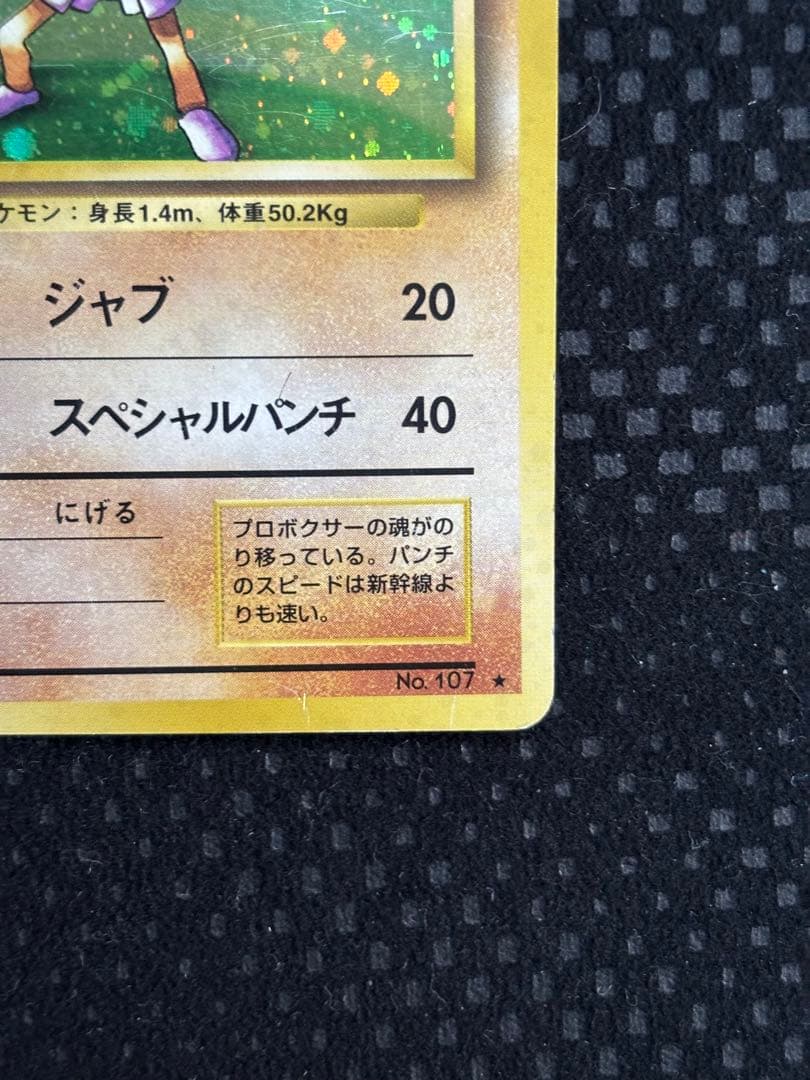 ケモン：身長1.4m、体重50.2Kg
ジャブ 20
スペシャルパンチ 40
にげる
プロボクサーの魂がの
り移っている。パンチ
のスピードは新幹線よ
りも速い。
No. 107 ★